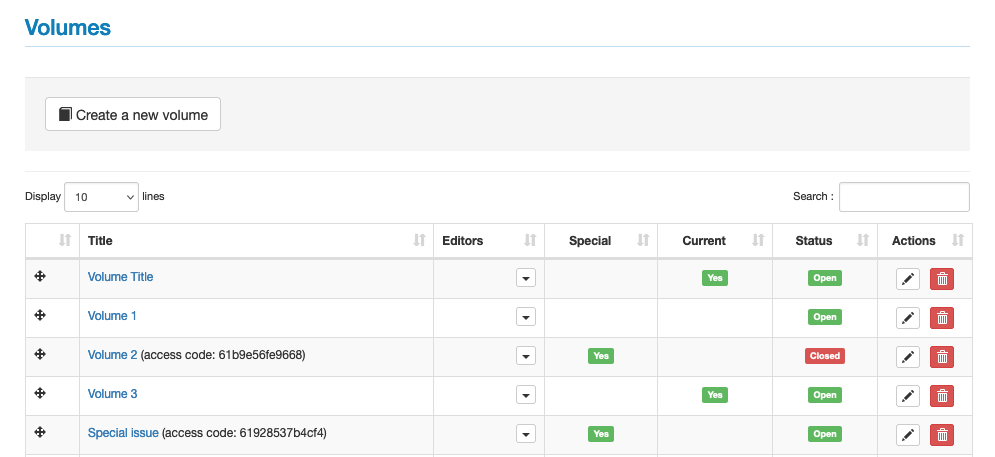 Volumes
Create a new volume
Display 10 lines Search :
Title Editors Special Current Status Actions
Volume Title Yes Open
Volume 1 Open
Volume 2 (access code: 61b9e56fe9668) Yes Closed
Volume 3 Yes Open
Special issue (access code: 61928537b4cf4) Yes Open